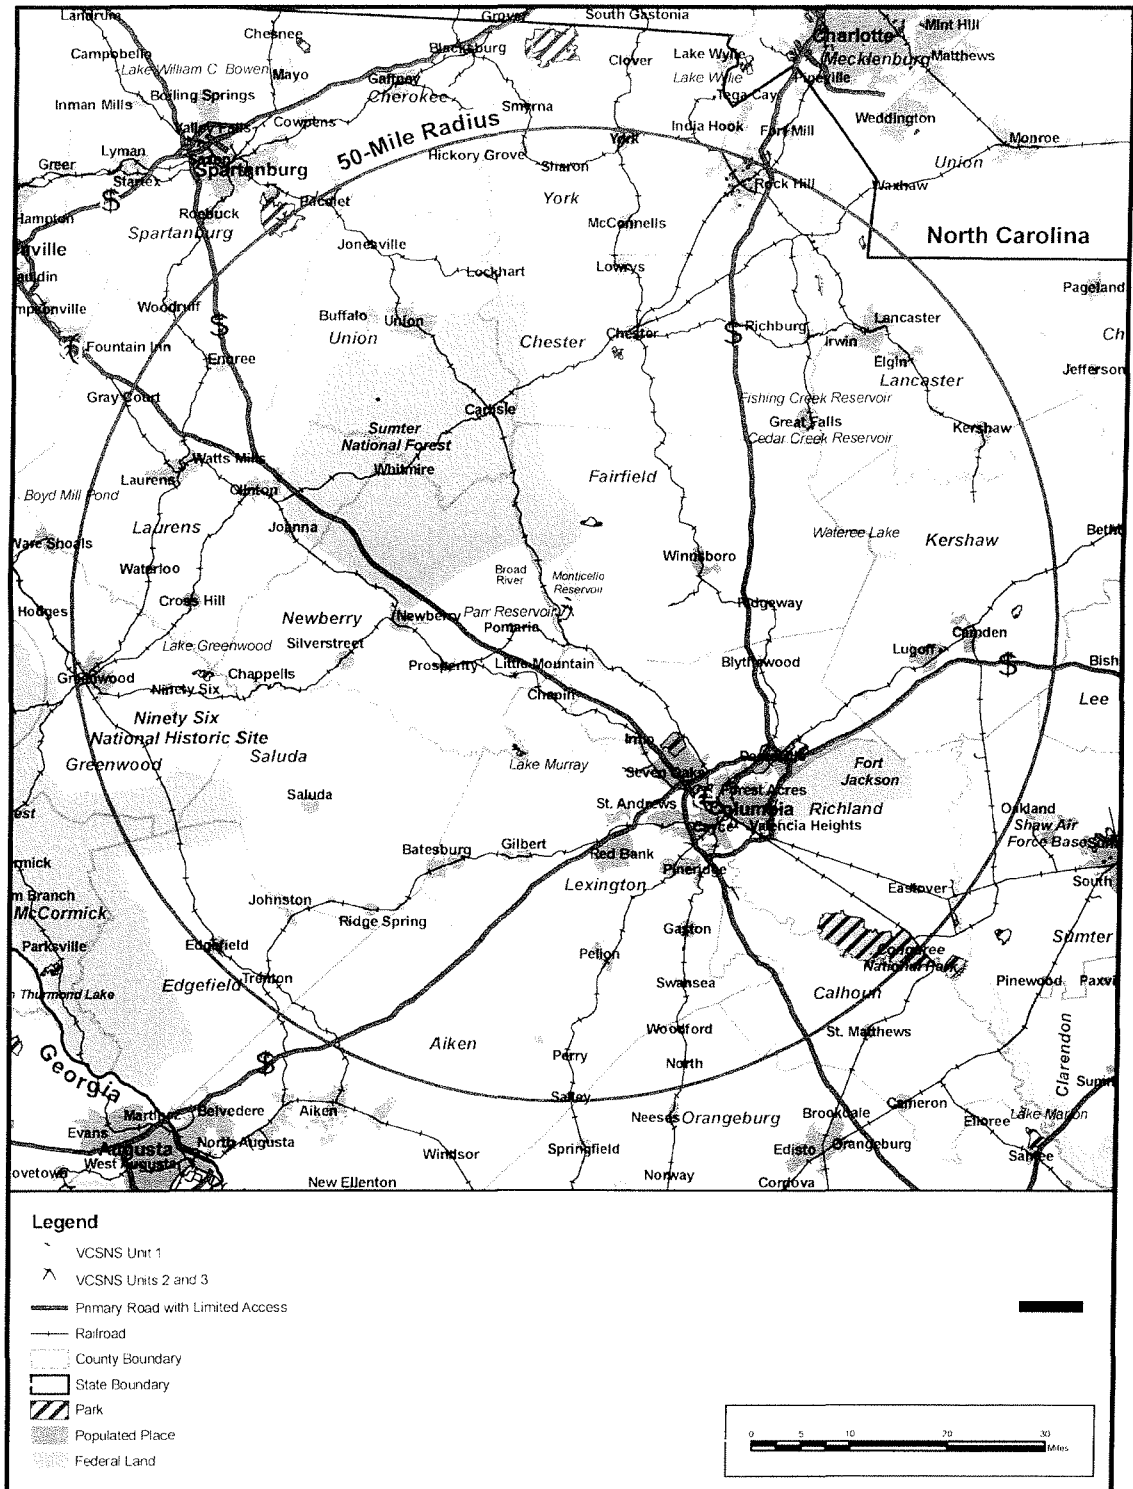 Landrum
Grover
South Gastonia
Chesnee
Mint Hill
Charlotte
Campobello
Blacksburg
Lake Wylie
Mecklenburg
Matthews
Clover
Lake William C Bowen
Mayo
Gaffney
Lake Wylie
Pineville
Boiling Springs
Cherokee
Tega Cay
Inman Mills
Smyrna
Cowpens
Weddington
Valley Falls
50-Mile Radius
India Hook
Fort Mill
York
Monroe
Lyman
Hickory Grove
Sharon
Union
Greer
Spartanburg
Startex
Rock Hill
Waxhaw
Pacolet
York
Hampton
Roebuck
McConnells
Spartanburg
Jonesville
North Carolina
Lowrys
Lockhart
Pageland
Woodruff
Buffalo
Union
Lancaster
Union
Chester
Chester
Richburg
Irwin
Fountain Inn
Enoree
Elgin
Jefferson
Lancaster
Gray Court
Fishing Creek Reservoir
Carlisle
Great Falls
Sumter
National Forest
Cedar Creek Reservoir
Kershaw
Watts Mills
Whitmire
Laurens
Fairfield
Boyd Mill Pond
Clinton
Laurens
Joanna
Wateree Lake
Kershaw
Ware Shoals
Winnsboro
Waterloo
Broad
River
Monticello
Reservoir
Cross Hill
Hodges
Newberry
Newberry
Parr Reservoir
Pomaria
Ridgeway
Camden
Lake Greenwood
Silverstreet
Lugoff
Prosperity
Little Mountain
Blythewood
Bish
Greenwood
Chappells
Ninety Six
Chapin
Lee
Ninety Six
National Historic Site
Irmo
Greenwood
Saluda
Lake Murray
Seven Oaks
Fort
Jackson
Forest Acres
Saluda
St. Andrews
Columbia
Richland
Oakland
Cayce
Valencia Heights
Shaw Air
Force Base
Batesburg
Gilbert
Red Bank
Lexington
Pineridge
South
Eastover
m Branch
McCormick
Johnston
Ridge Spring
Gaston
Sumter
Parksville
Edgefield
Pelion
Congaree
National Park
Trenton
Edgefield
Swansea
Calhoun
Pinewood
Paxvi
Thurmond Lake
Woodford
St. Matthews
Georgia
Aiken
Perry
North
Clarendon
Salley
Martinez
Belvedere
Aiken
Neeses
Orangeburg
Brookdale
Cameron
Lake Marion
Elloree
Evans
Augusta
North Augusta
Windsor
Springfield
Edisto
Orangeburg
Santee
West Augusta
ovetown
New Ellenton
Norway
Cordova
Legend
VCSNS Unit 1
VCSNS Units 2 and 3
Primary Road with Limited Access
Railroad
County Boundary
State Boundary
Park
Populated Place
Federal Land
0 5 10 20 30
Miles